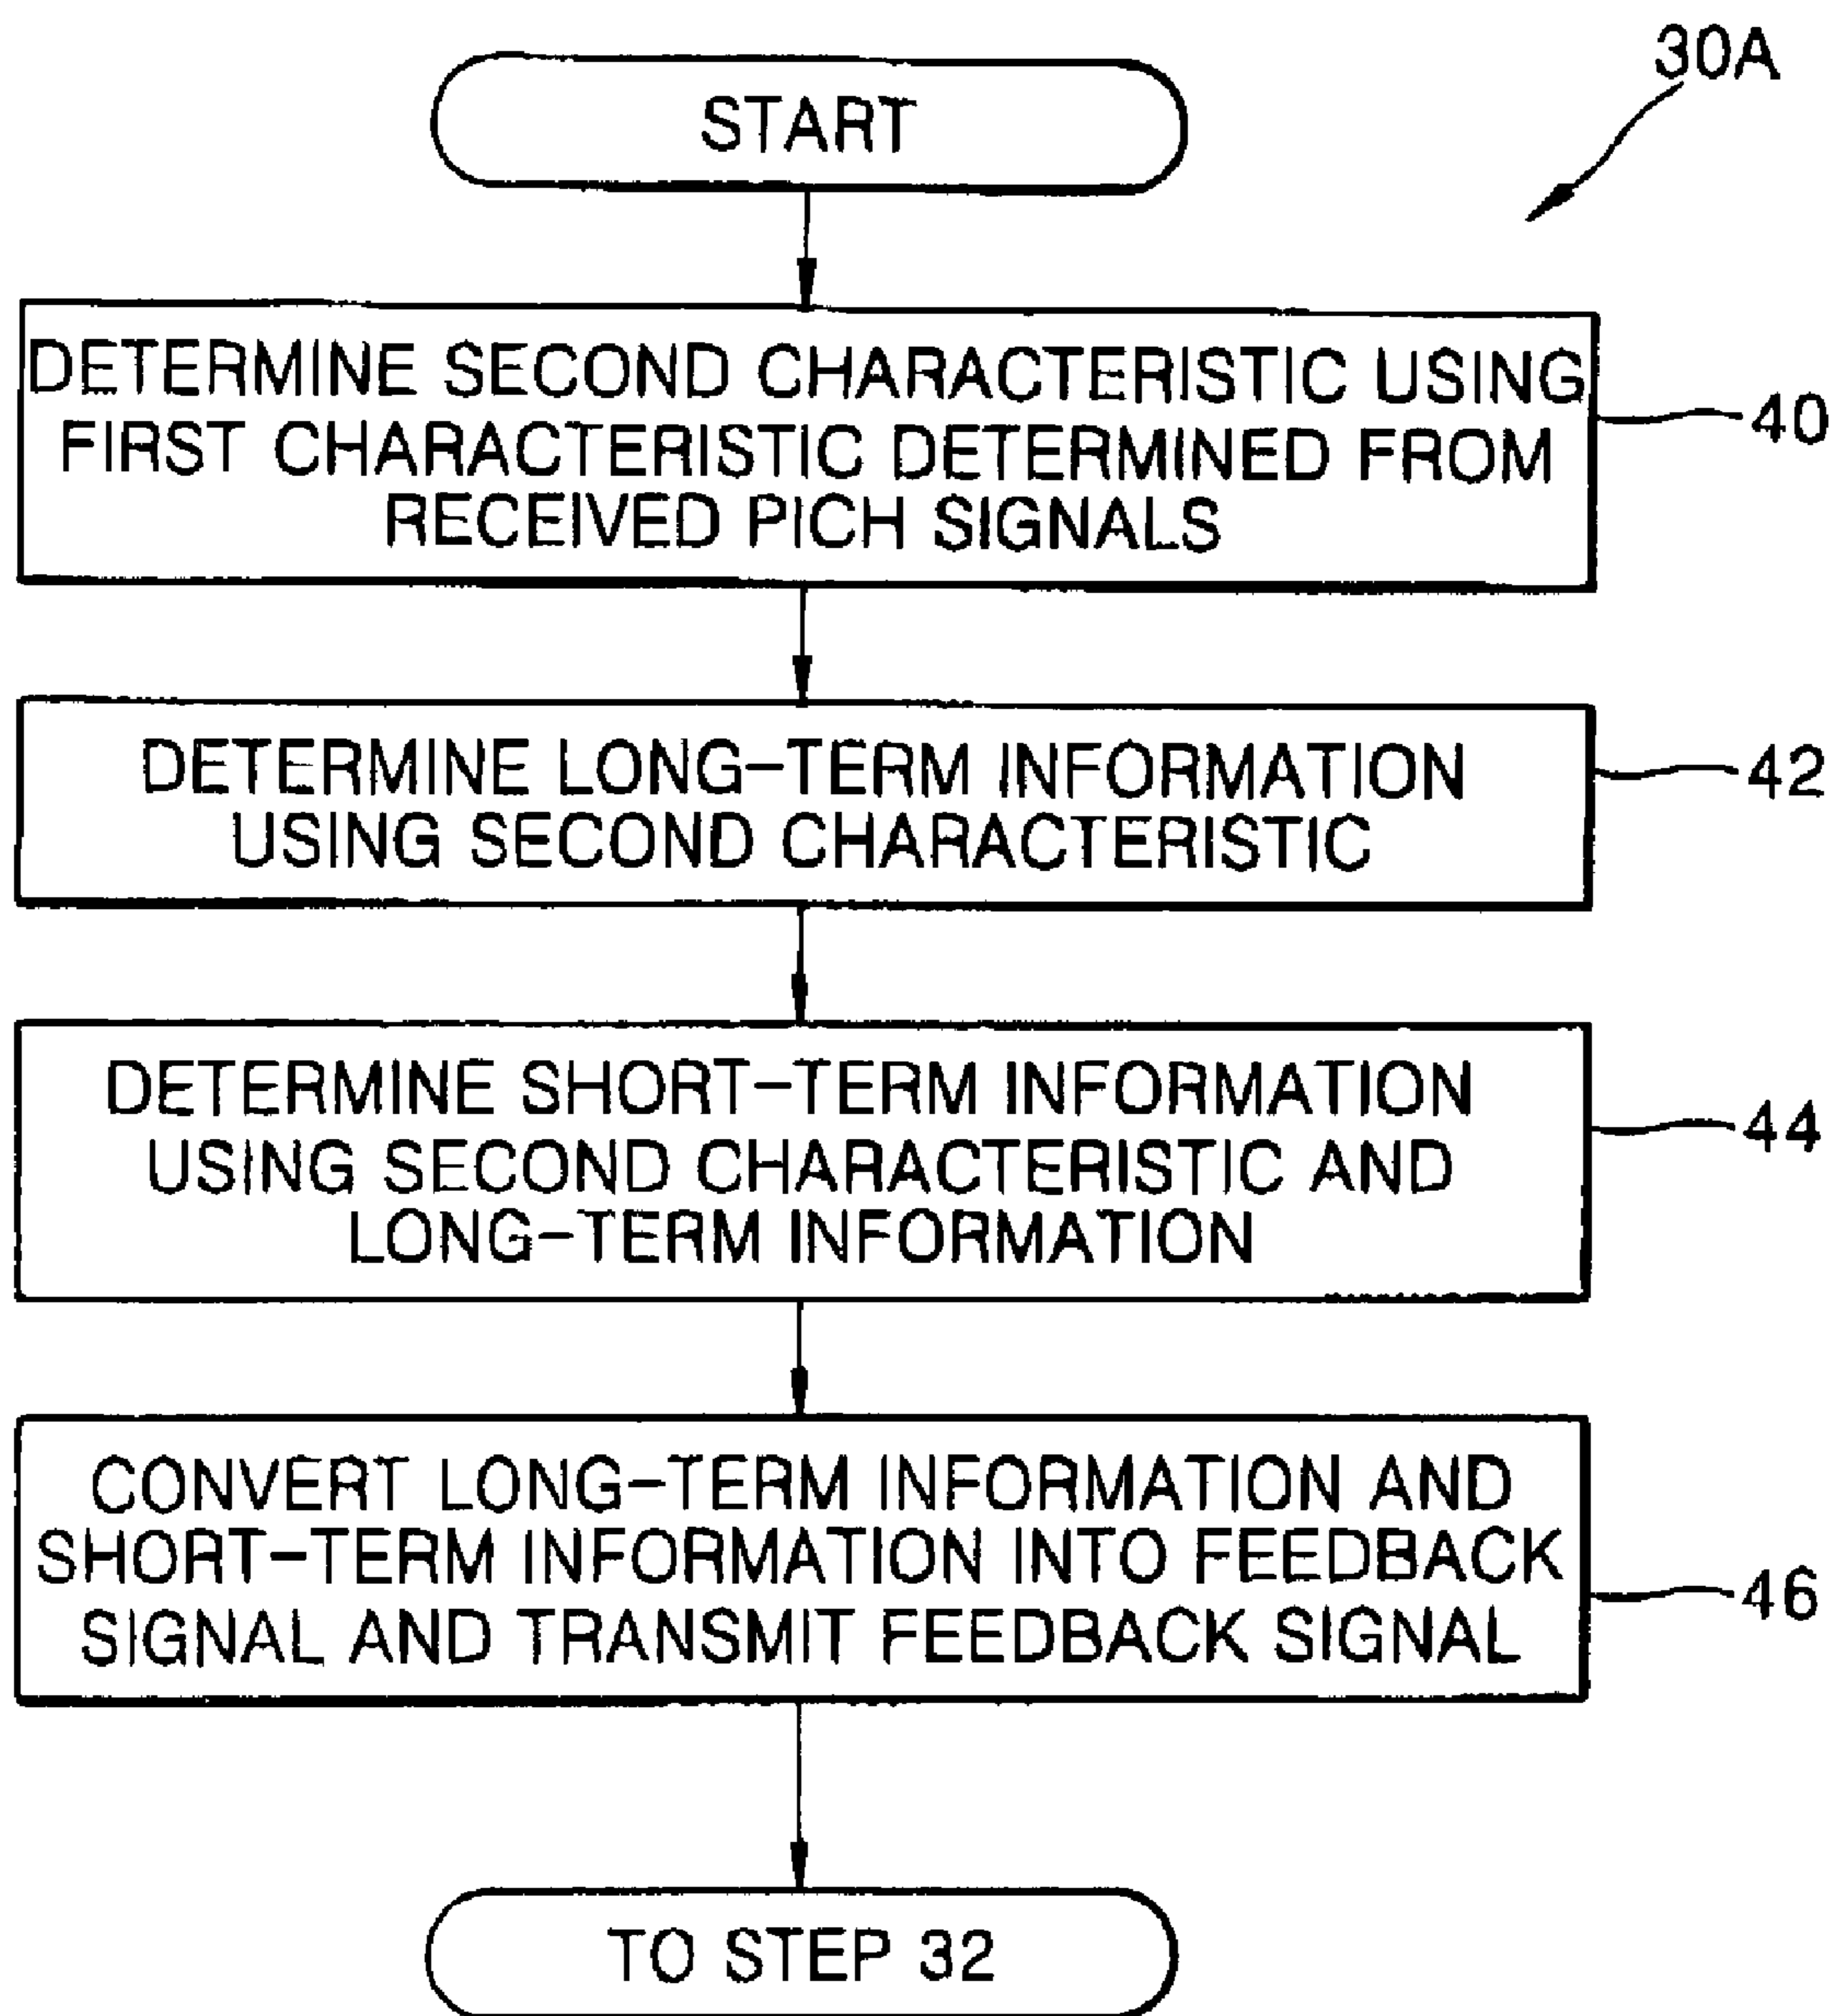 30A
START
DETERMINE SECOND CHARACTERISTIC USING
FIRST CHARACTERISTIC DETERMINED FROM
RECEIVED PICH SIGNALS
40
DETERMINE LONG-TERM INFORMATION
USING SECOND CHARACTERISTIC
42
DETERMINE SHORT-TERM INFORMATION
USING SECOND CHARACTERISTIC AND
LONG-TERM INFORMATION
44
CONVERT LONG-TERM INFORMATION AND
SHORT-TERM INFORMATION INTO FEEDBACK
SIGNAL AND TRANSMIT FEEDBACK SIGNAL
46
TO STEP 32